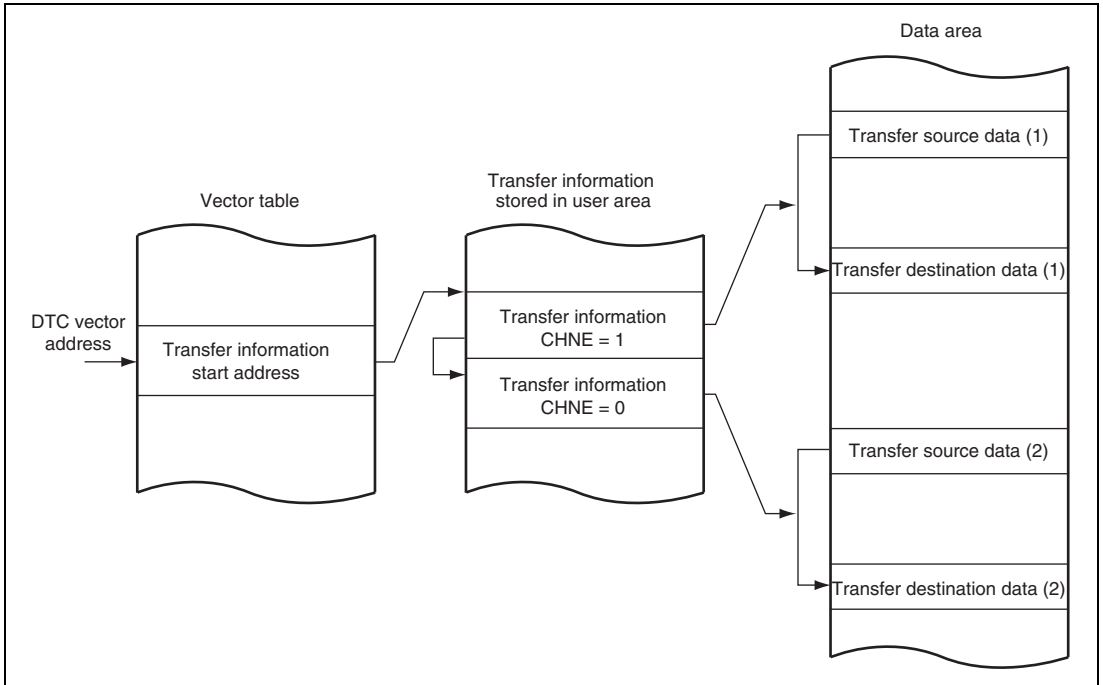 Data area
Transfer source data (1)
Transfer information
stored in user area
Vector table
Transfer destination data (1)
DTC vector
address
Transfer information
CHNE = 1
Transfer information
start address
Transfer information
CHNE = 0
Transfer source data (2)
Transfer destination data (2)